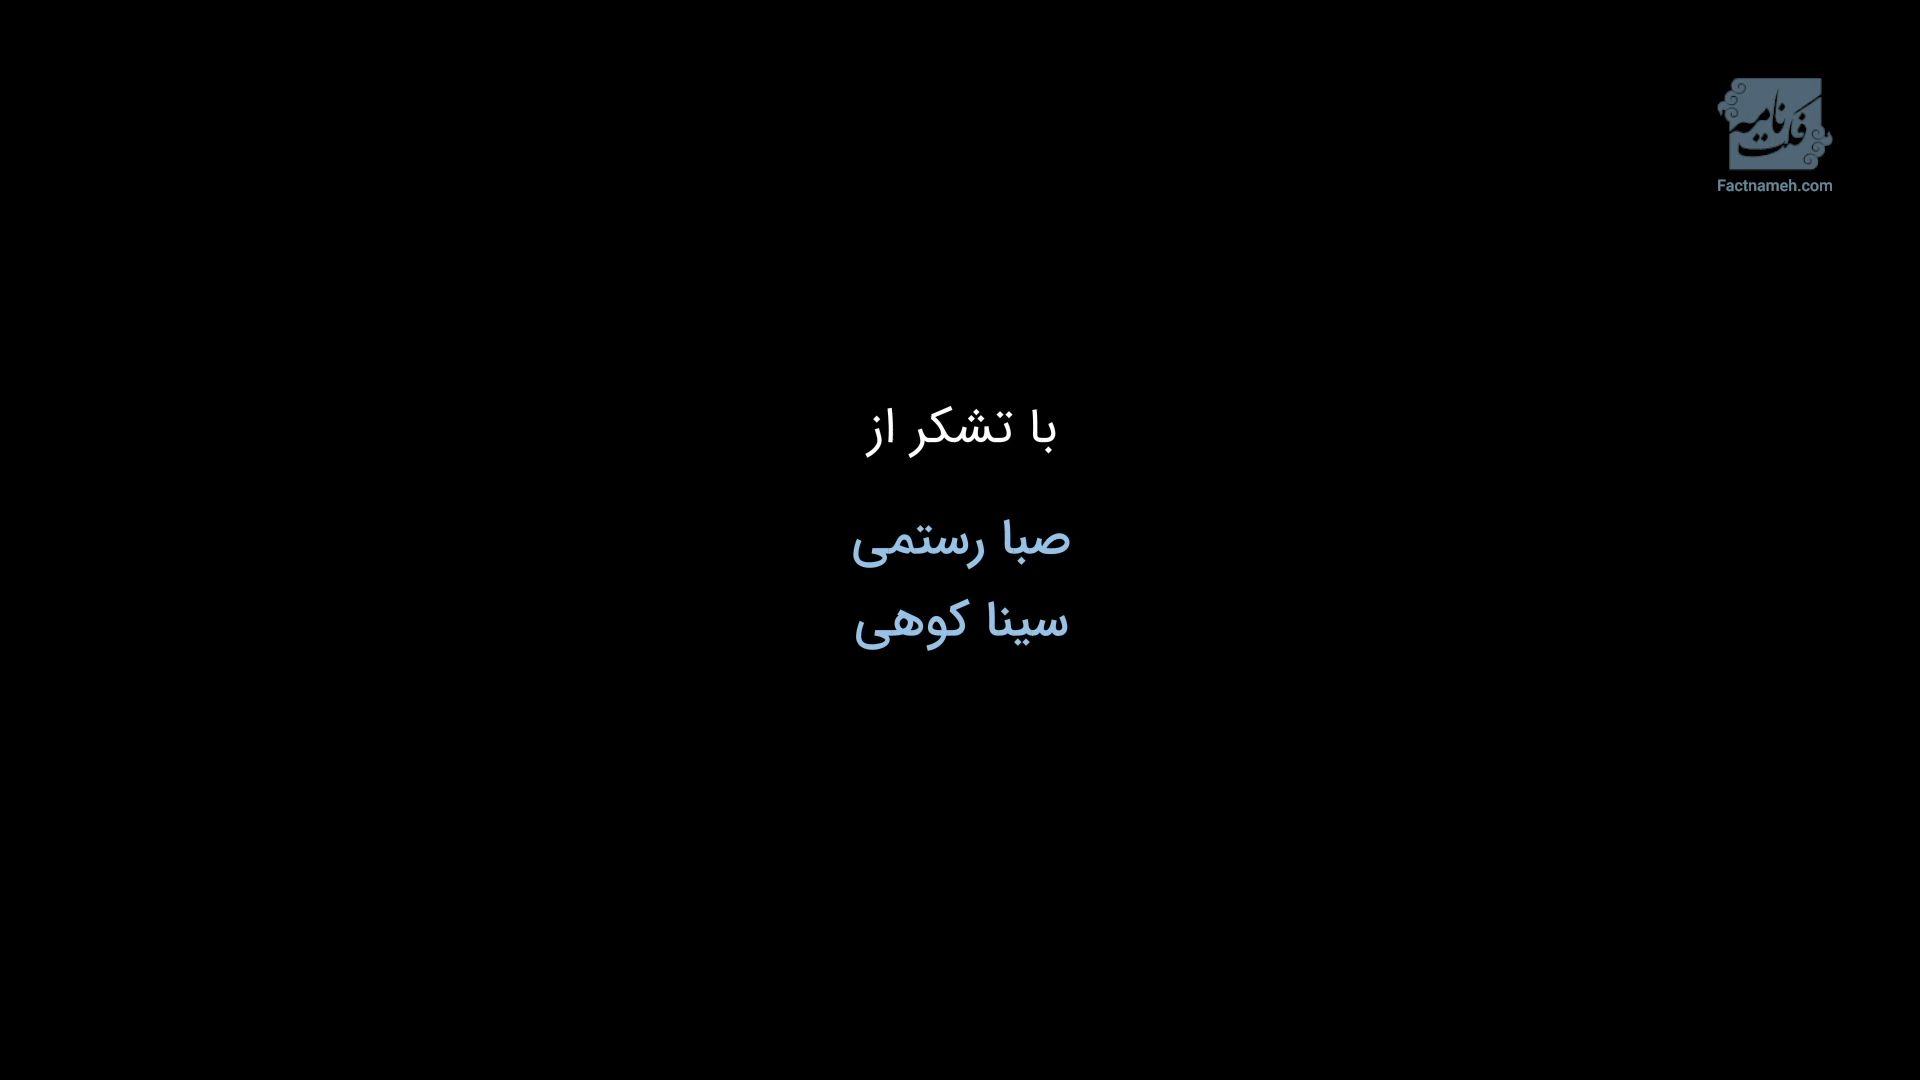 فکت نامه
Factnameh.com
با تشکر از
صبا رستمی
سینا کوهی